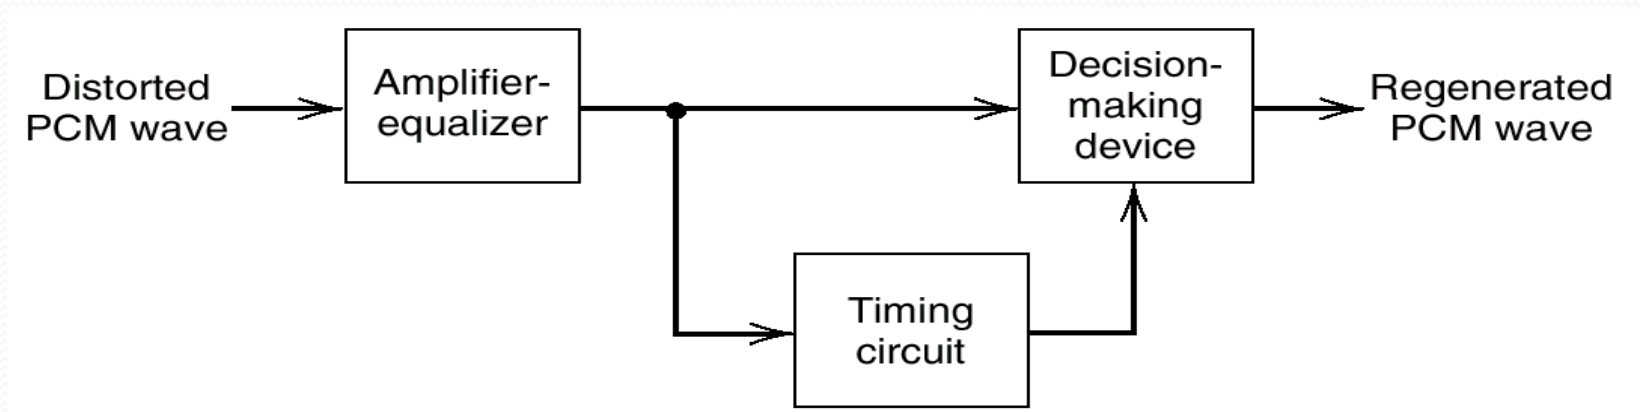 Distorted
PCM wave
Amplifier-
equalizer
Decision-
making
device
Regenerated
PCM wave
Timing
circuit